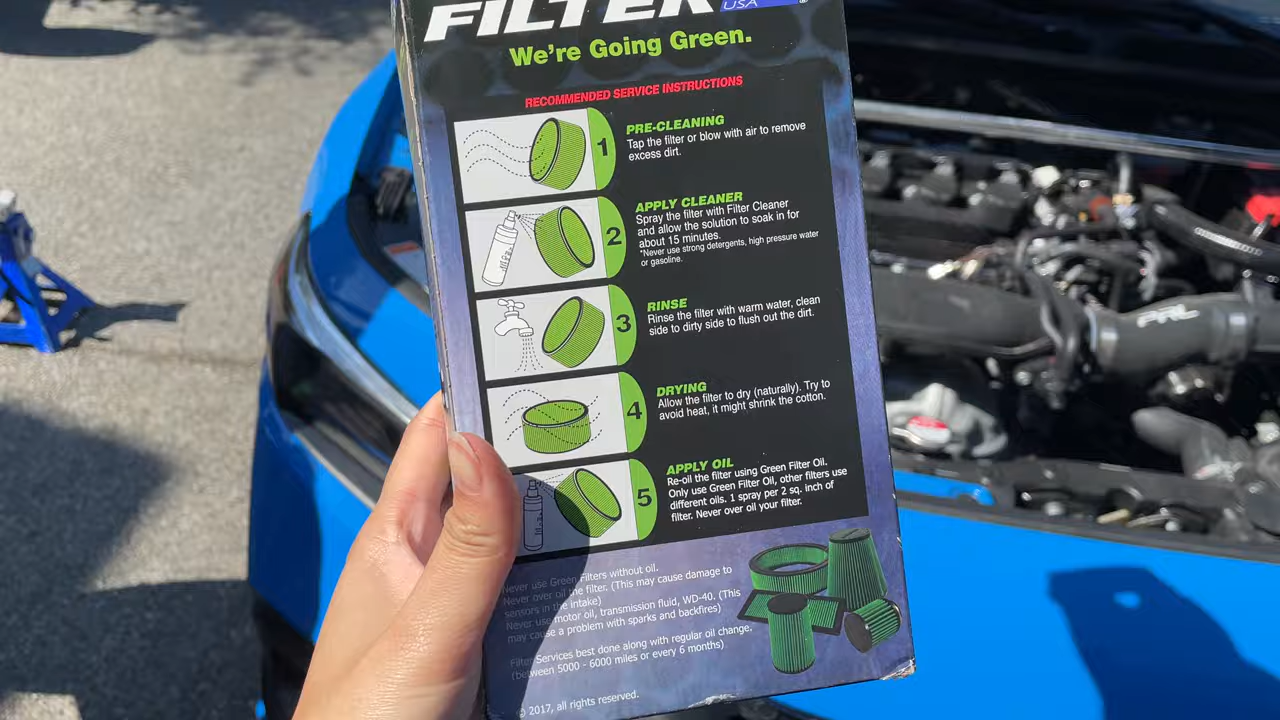 FILTER
USA
We're Going Green.
RECOMMENDED SERVICE INSTRUCTIONS
1
PRE-CLEANING
Tap the filter or blow with air to remove
excess dirt.
2
APPLY CLEANER
Spray the filter with Filter Cleaner
and allow the solution to soak in for
about 15 minutes.
*Never use strong detergents, high pressure water
or gasoline.
3
RINSE
Rinse the filter with warm water, clean
side to dirty side to flush out the dirt.
4
DRYING
Allow the filter to dry (naturally). Try to
avoid heat, it might shrink the cotton.
5
APPLY OIL
Re-oil the filter using Green Filter Oil.
Only use Green Filter Oil, other filters use
different oils. 1 spray per 2 sq. inch of
filter. Never over oil your filter.
Never use Green Filters without oil.
Never over oil the filter. (This may cause damage to
sensors in the intake)
Never use motor oil, transmission fluid, WD-40. (This
may cause a problem with sparks and backfires)
Filter Services best done along with regular oil change.
(between 5000 - 6000 miles or every 6 months)
© 2017, all rights reserved.
PRL